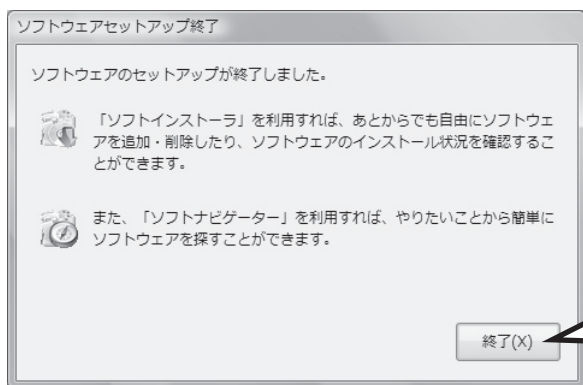 ソフトウェアセットアップ終了
ソフトウェアのセットアップが終了しました。
「ソフトインストーラ」を利用すれば、あとからでも自由にソフトウェ
アを追加・削除したり、ソフトウェアのインストール状況を確認するこ
とができます。
また、「ソフトナビゲーター」を利用すれば、やりたいことから簡単に
ソフトウェアを探すことができます。
終了(X)